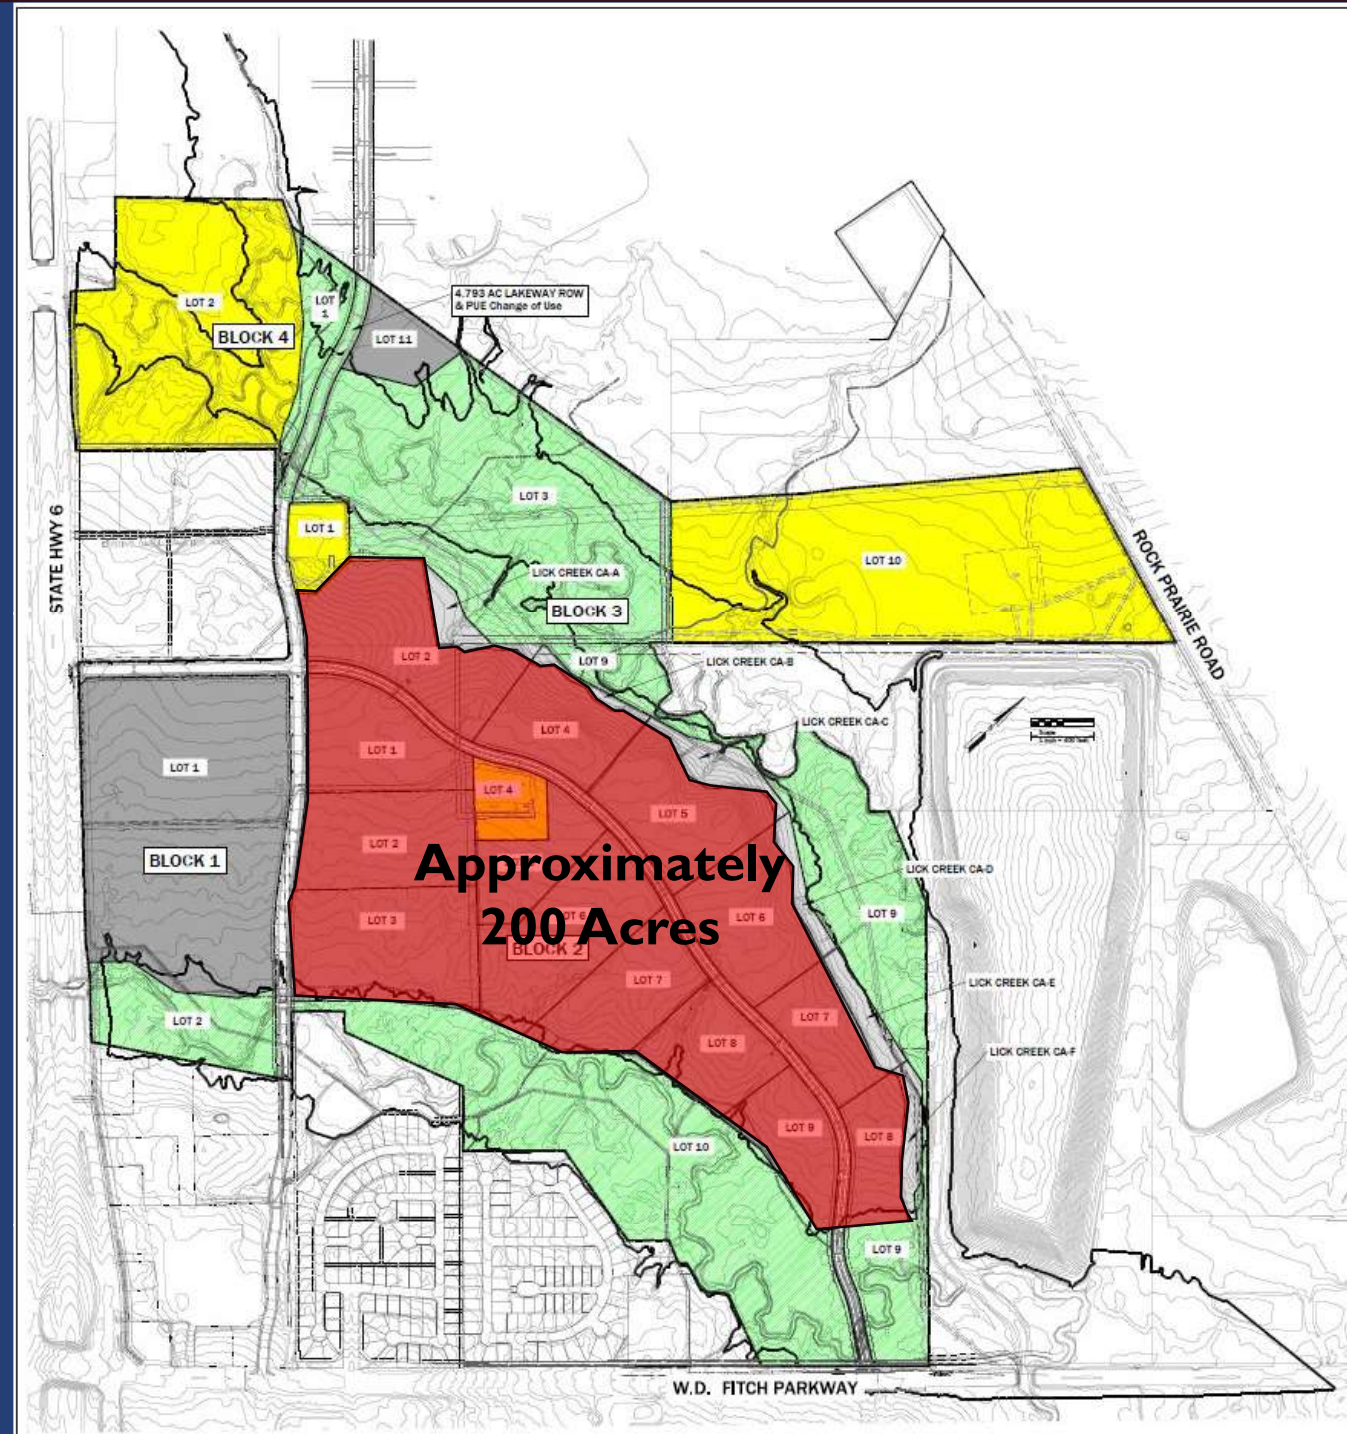 LOT 2
BLOCK 4
LOT
1
4.793 AC LAKEWAY ROW
& PUE Change of Use
LOT 11
LOT 3
LOT 1
LOT 10
STATE HWY 6
ROCK PRAIRIE ROAD
LICK CREEK CA-A
BLOCK 3
LOT 9
LICK CREEK CA-B
LOT 2
LICK CREEK CA-C
LOT 4
LOT 1
LOT 1
LOT 4
LOT 5
LOT 2
BLOCK 1
Approximately
200 Acres
LICK CREEK CA-D
LOT 3
LOT 6
LOT 6
LOT 9
BLOCK 2
LOT 7
LICK CREEK CA-E
LOT 2
LOT 7
LOT 8
LICK CREEK CA-F
LOT 9
LOT 8
LOT 10
LOT 9
W.D. FITCH PARKWAY